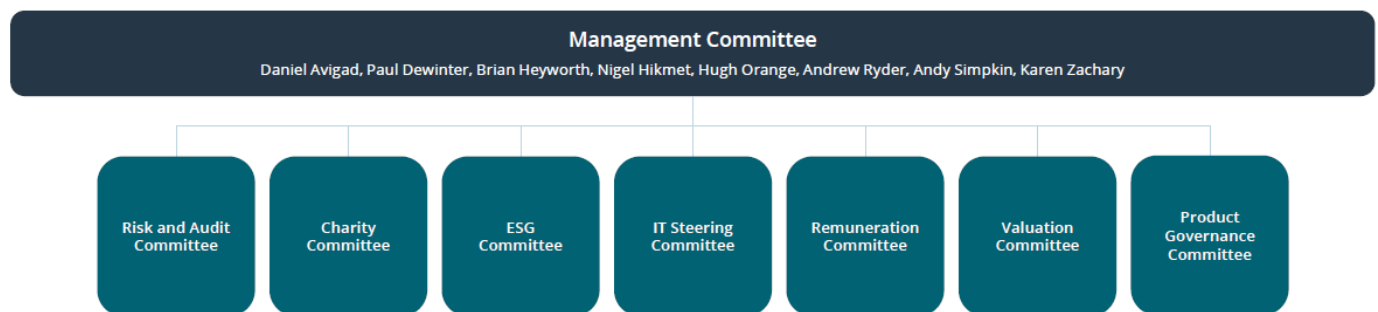 Management Committee
Daniel Avigad, Paul Dewinter, Brian Heyworth, Nigel Hikmet, Hugh Orange, Andrew Ryder, Andy Simpkin, Karen Zachary
Risk and Audit
Committee
Charity
Committee
ESG
Committee
IT Steering
Committee
Remuneration
Committee
Valuation
Committee
Product
Governance
Committee